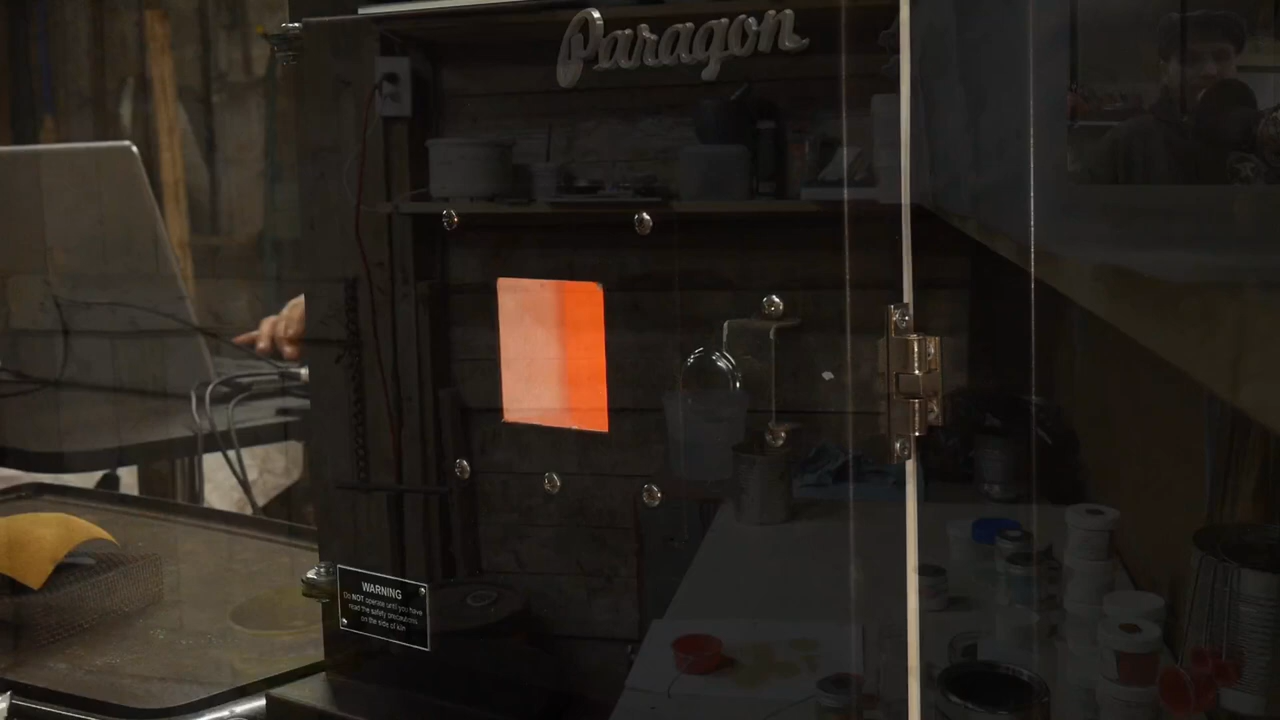 Paragon
WARNING
Do NOT operate until you have
read the safety precautions
on the side of kiln